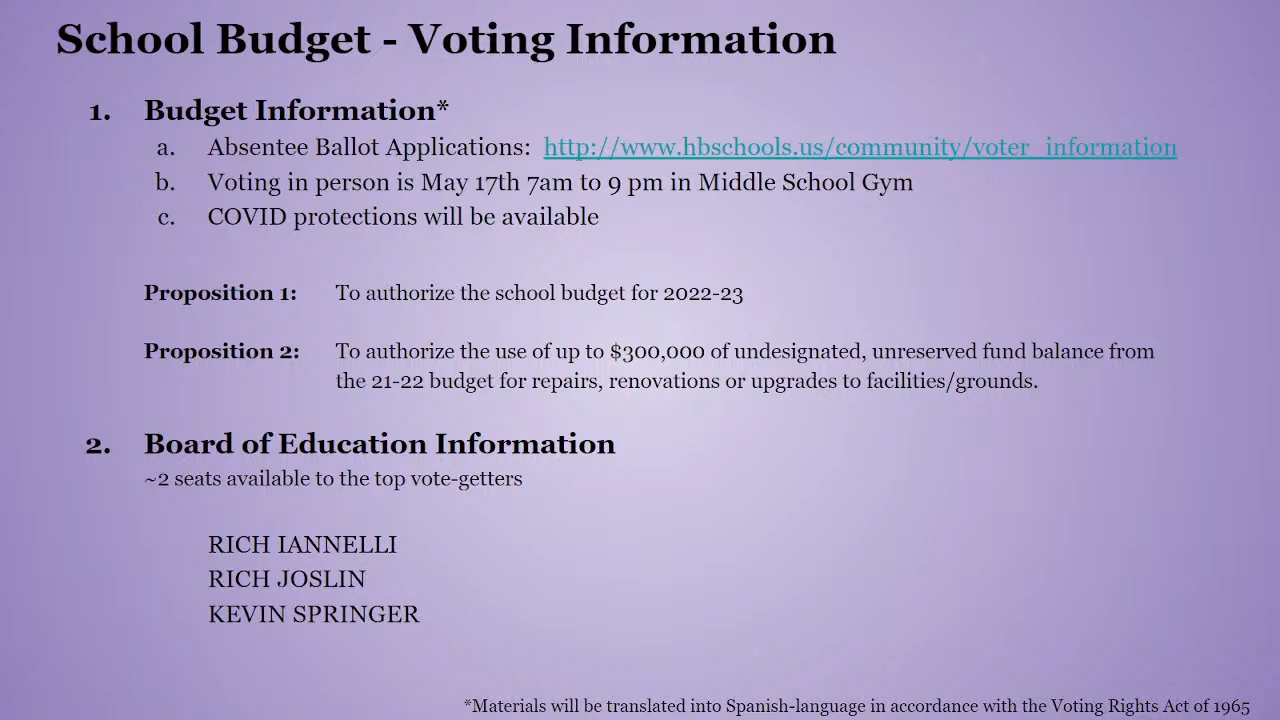 School Budget - Voting Information
1. Budget Information*
a. Absentee Ballot Applications: http://www.hbschools.us/community/voter_information
b. Voting in person is May 17th 7am to 9 pm in Middle School Gym
c. COVID protections will be available
Proposition 1: To authorize the school budget for 2022-23
Proposition 2: To authorize the use of up to $300,000 of undesignated, unreserved fund balance from
the 21-22 budget for repairs, renovations or upgrades to facilities/grounds.
2. Board of Education Information
~2 seats available to the top vote-getters
RICH IANNELLI
RICH JOSLIN
KEVIN SPRINGER
*Materials will be translated into Spanish-language in accordance with the Voting Rights Act of 1965